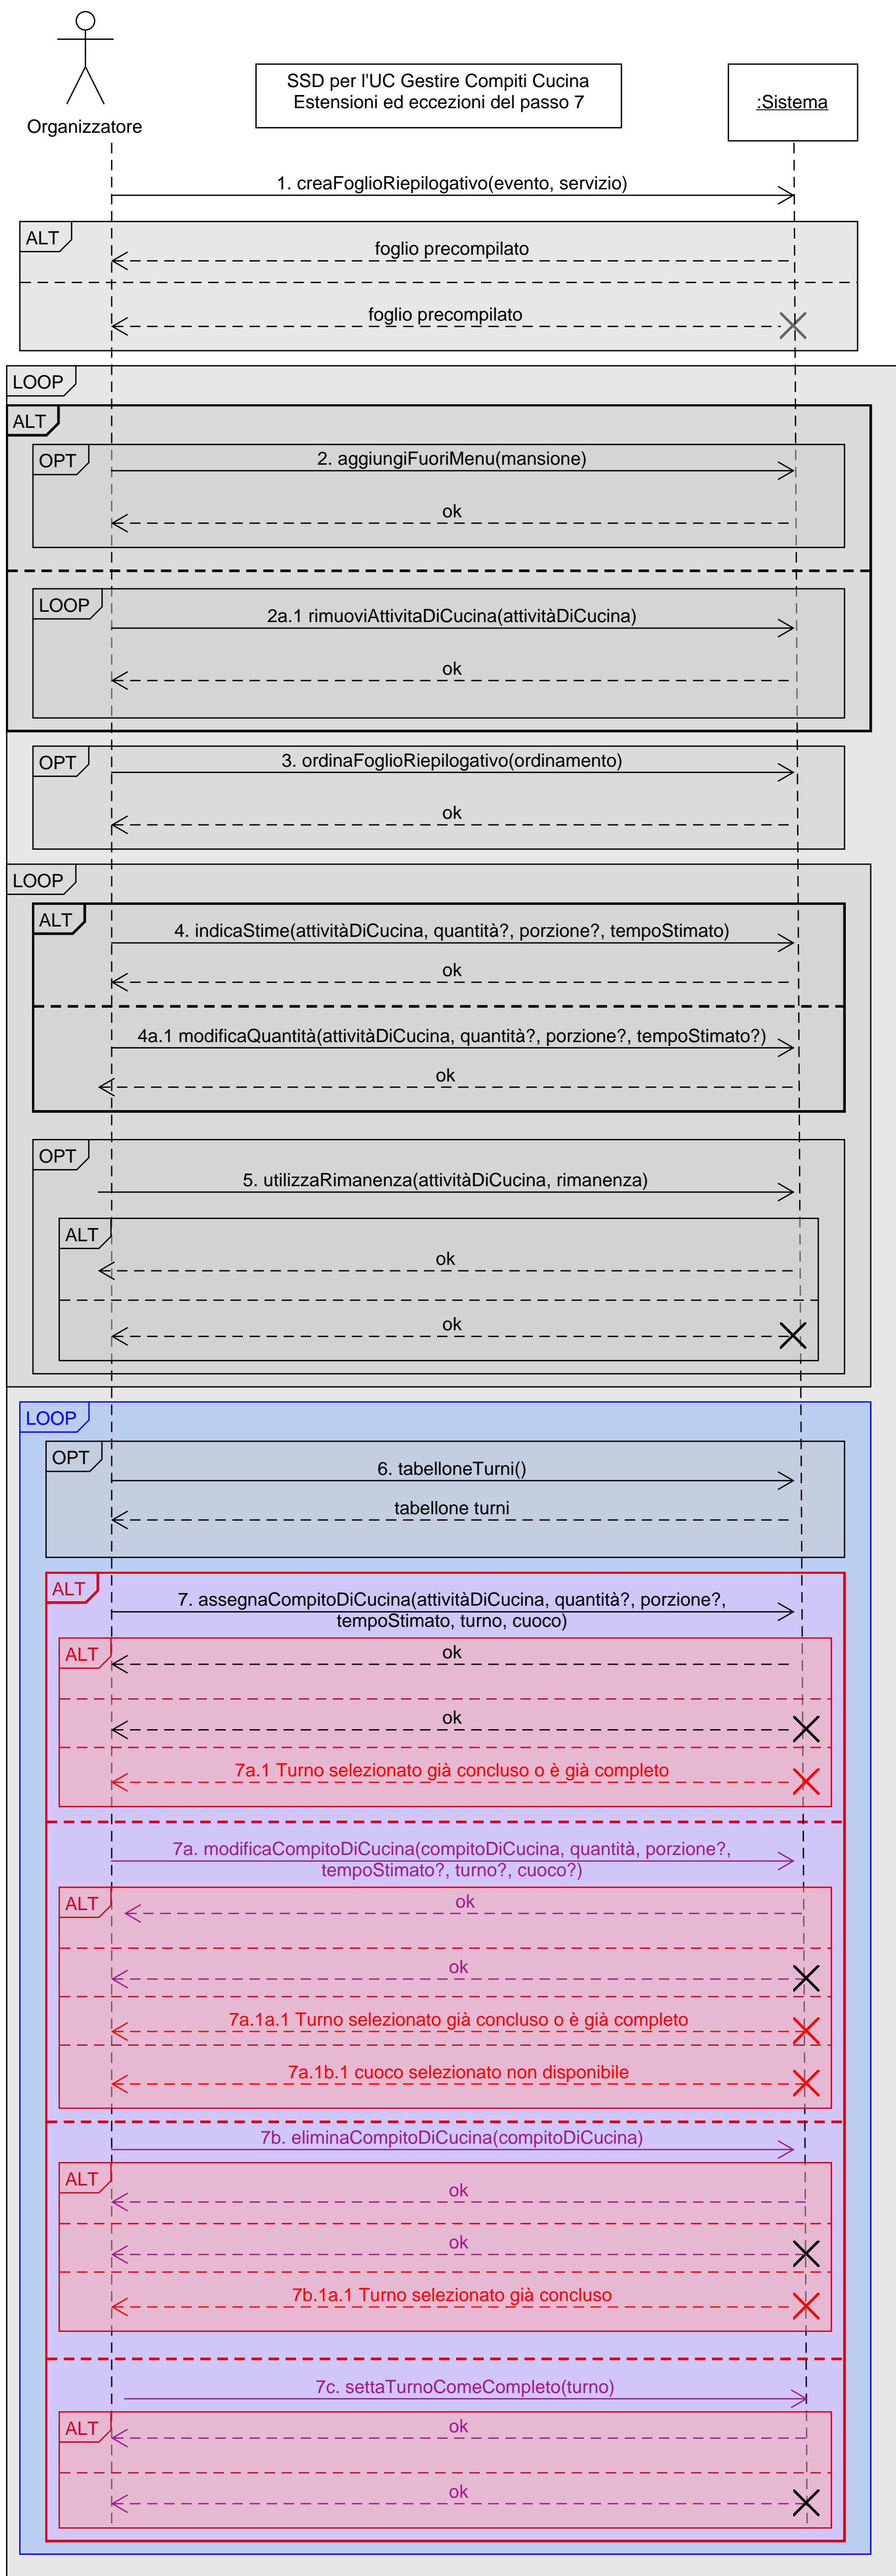 SSD per l'UC Gestire Compiti Cucina
Estensioni ed eccezioni del passo 7
:Sistema
Organizzatore
1. creaFoglioRiepilogativo(evento, servizio)
ALT
foglio precompilato
foglio precompilato
LOOP
ALT
OPT
2. aggiungiFuoriMenu(mansione)
ok
LOOP
2a.1 rimuoviAttivitaDiCucina(attivitàDiCucina)
ok
OPT
3. ordinaFoglioRiepilogativo(ordinamento)
ok
LOOP
ALT
4. indicaStime(attivitàDiCucina, quantità?, porzione?, tempoStimato)
ok
4a.1 modificaQuantità(attivitàDiCucina, quantità?, porzione?, tempoStimato?)
ok
OPT
5. utilizzaRimanenza(attivitàDiCucina, rimanenza)
ALT
ok
ok
LOOP
OPT
6. tabelloneTurni()
tabellone turni
ALT
7. assegnaCompitoDiCucina(attivitàDiCucina, quantità?, porzione?,
tempoStimato, turno, cuoco)
ALT
ok
ok
7a.1 Turno selezionato già concluso o è già completo
7a. modificaCompitoDiCucina(compitoDiCucina, quantità, porzione?,
tempoStimato?, turno?, cuoco?)
ALT
ok
ok
7a.1a.1 Turno selezionato già concluso o è già completo
7a.1b.1 cuoco selezionato non disponibile
7b. eliminaCompitoDiCucina(compitoDiCucina)
ALT
ok
ok
7b.1a.1 Turno selezionato già concluso
7c. settaTurnoComeCompleto(turno)
ALT
ok
ok